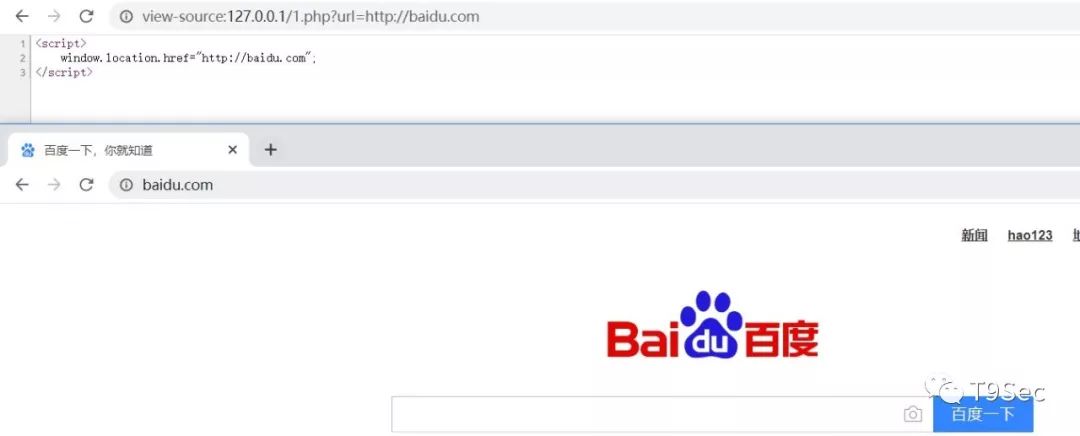 view-source:127.0.0.1/1.php?url=http://baidu.com
1 <script>
2 window.location.href="http://baidu.com";
3 </script>
百度一下，你就知道
baidu.com
新闻 hao123
Bai du 百度
百度一下
T9Sec